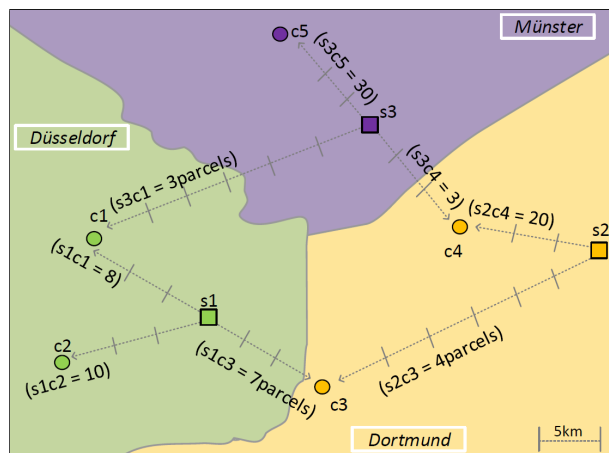 Münster
c5
(s3c5 = 30)
s3
Düsseldorf
(s3c1 = 3parcels)
(s3c4 = 3)
c1
(s2c4 = 20)
s2
c4
(s1c1 = 8)
s1
c2
(s1c2 = 10)
(s1c3 = 7parcels)
(s2c3 = 4parcels)
c3
Dortmund
5km